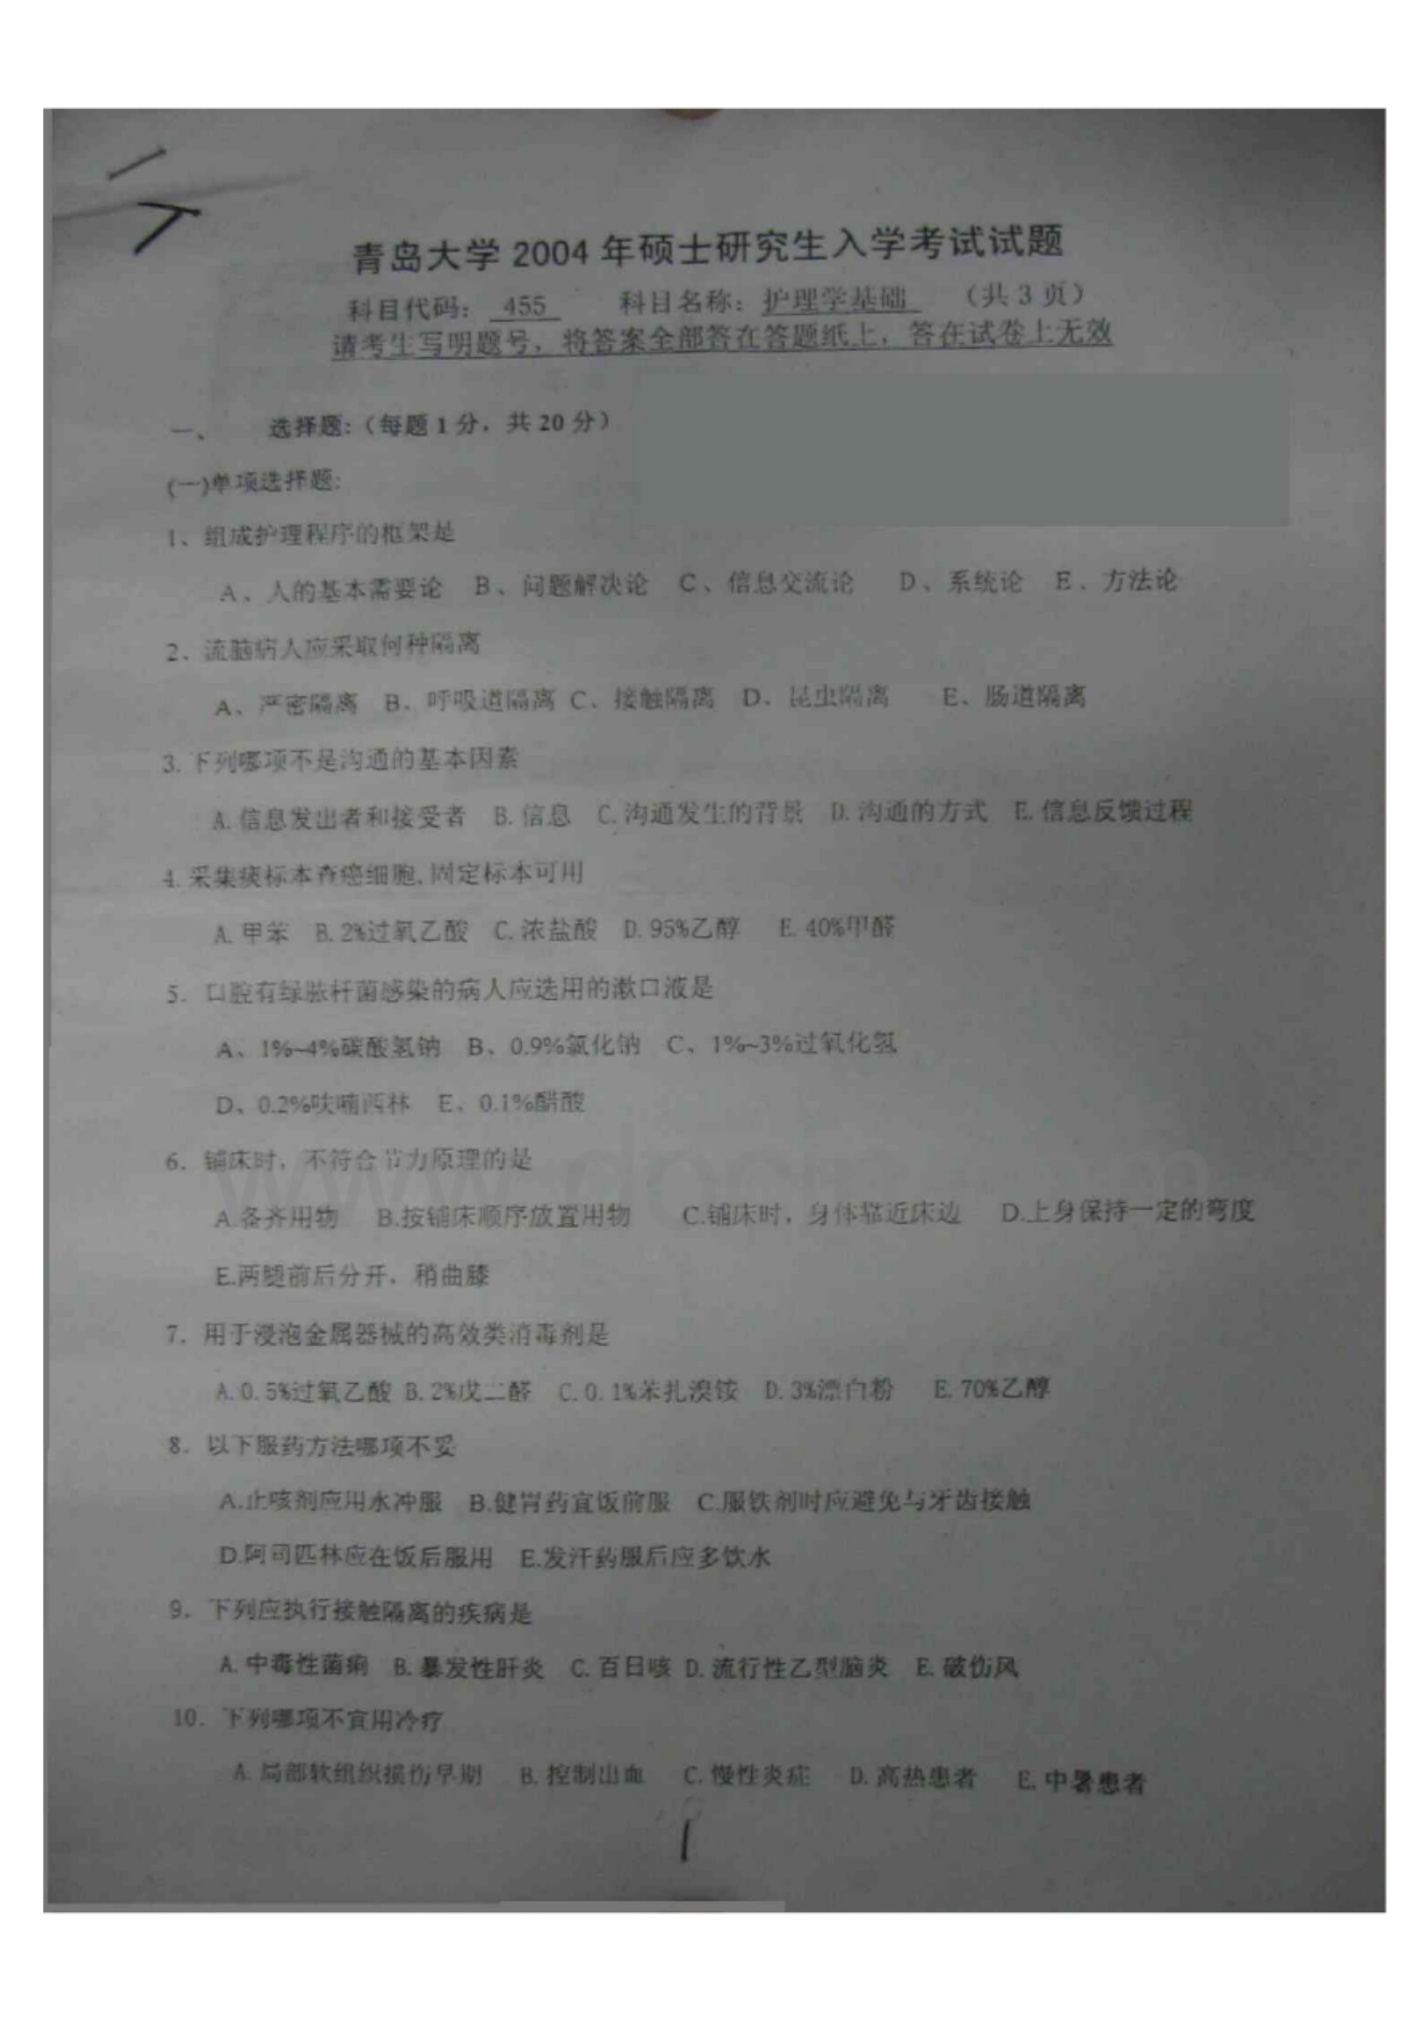 青岛大学 2004 年硕士研究生入学考试试题
科目代码: 455 科目名称: 护理学基础 (共 3 页)
请考生写明题号，将答案全部答在答题纸上，答在试卷上无效
一、 选择题:(每题 1 分，共 20 分)
(一)单项选择题:
1、组成护理程序的框架是
A、人的基本需要论 B、问题解决论 C、信息交流论 D、系统论 E、方法论
2、流脑病人应采取何种隔离
A、严密隔离 B、呼吸道隔离 C、接触隔离 D、昆虫隔离 E、肠道隔离
3. 下列哪项不是沟通的基本因素
A. 信息发出者和接受者 B. 信息 C. 沟通发生的背景 D. 沟通的方式 E. 信息反馈过程
4. 采集痰标本查癌细胞, 固定标本可用
A. 甲苯 B. 2%过氧乙酸 C. 浓盐酸 D. 95%乙醇 E. 40%甲醛
5. 口腔有绿脓杆菌感染的病人应选用的漱口液是
A、1%~4%碳酸氢钠 B、0.9%氯化钠 C、1%~3%过氧化氢
D、0.2%呋喃西林 E、0.1%醋酸
6. 铺床时，不符合节力原理的是
A.备齐用物 B.按铺床顺序放置用物 C.铺床时，身体靠近床边 D.上身保持一定的弯度
E.两腿前后分开，稍曲膝
7. 用于浸泡金属器械的高效类消毒剂是
A. 0.5%过氧乙酸 B. 2%戊二醛 C. 0.1%苯扎溴铵 D. 3%漂白粉 E. 70%乙醇
8. 以下服药方法哪项不妥
A.止咳剂应用水冲服 B.健胃药宜饭前服 C.服铁剂时应避免与牙齿接触
D.阿司匹林应在饭后服用 E.发汗药服后应多饮水
9. 下列应执行接触隔离的疾病是
A. 中毒性菌痢 B. 暴发性肝炎 C. 百日咳 D. 流行性乙型脑炎 E. 破伤风
10. 下列哪项不宜用冷疗
A. 局部软组织损伤早期 B. 控制出血 C. 慢性炎症 D. 高热患者 E. 中暑患者
1